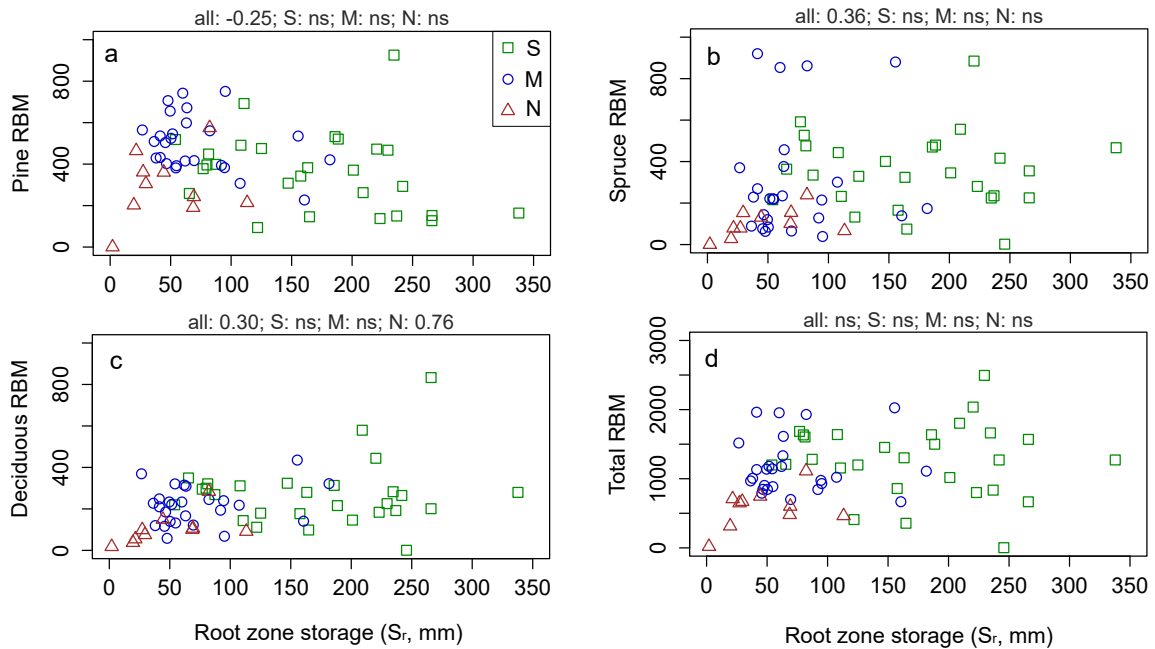 all: -0.25; S: ns; M: ns; N: ns
a
S
M
N
Pine RBM
0 400 800
0 50 100 150 200 250 300 350
all: 0.36; S: ns; M: ns; N: ns
b
Spruce RBM
0 400 800
0 50 100 150 200 250 300 350
all: 0.30; S: ns; M: ns; N: 0.76
c
Deciduous RBM
0 400 800
0 50 100 150 200 250 300 350
Root zone storage (Sr, mm)
all: ns; S: ns; M: ns; N: ns
d
Total RBM
0 1000 2000 3000
0 50 100 150 200 250 300 350
Root zone storage (Sr, mm)